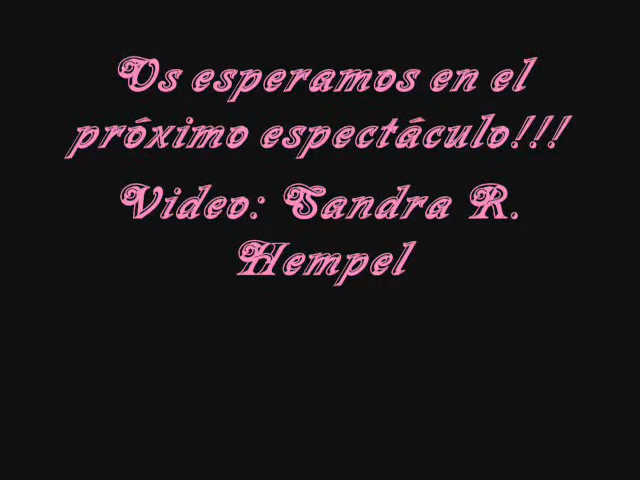 Os esperamos en el
próximo espectáculo!!!
Video: Sandra R.
Hempel